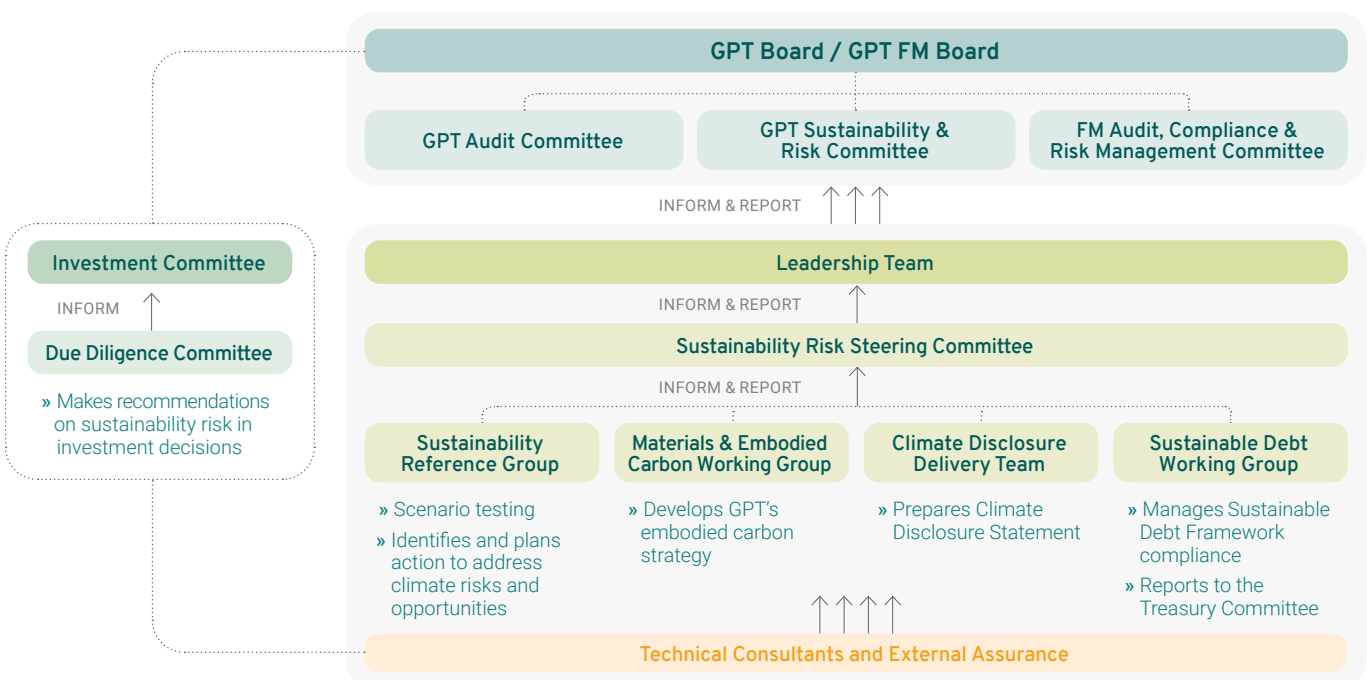 GPT Board / GPT FM Board
GPT Audit Committee
GPT Sustainability &
Risk Committee
FM Audit, Compliance &
Risk Management Committee
INFORM & REPORT
Investment Committee
INFORM
Due Diligence Committee
» Makes recommendations
on sustainability risk in
investment decisions
Leadership Team
INFORM & REPORT
Sustainability Risk Steering Committee
INFORM & REPORT
Sustainability
Reference Group
» Scenario testing
» Identifies and plans
action to address
climate risks and
opportunities
Materials & Embodied
Carbon Working Group
» Develops GPT’s
embodied carbon
strategy
Climate Disclosure
Delivery Team
» Prepares Climate
Disclosure Statement
Sustainable Debt
Working Group
» Manages Sustainable
Debt Framework
compliance
» Reports to the
Treasury Committee
Technical Consultants and External Assurance